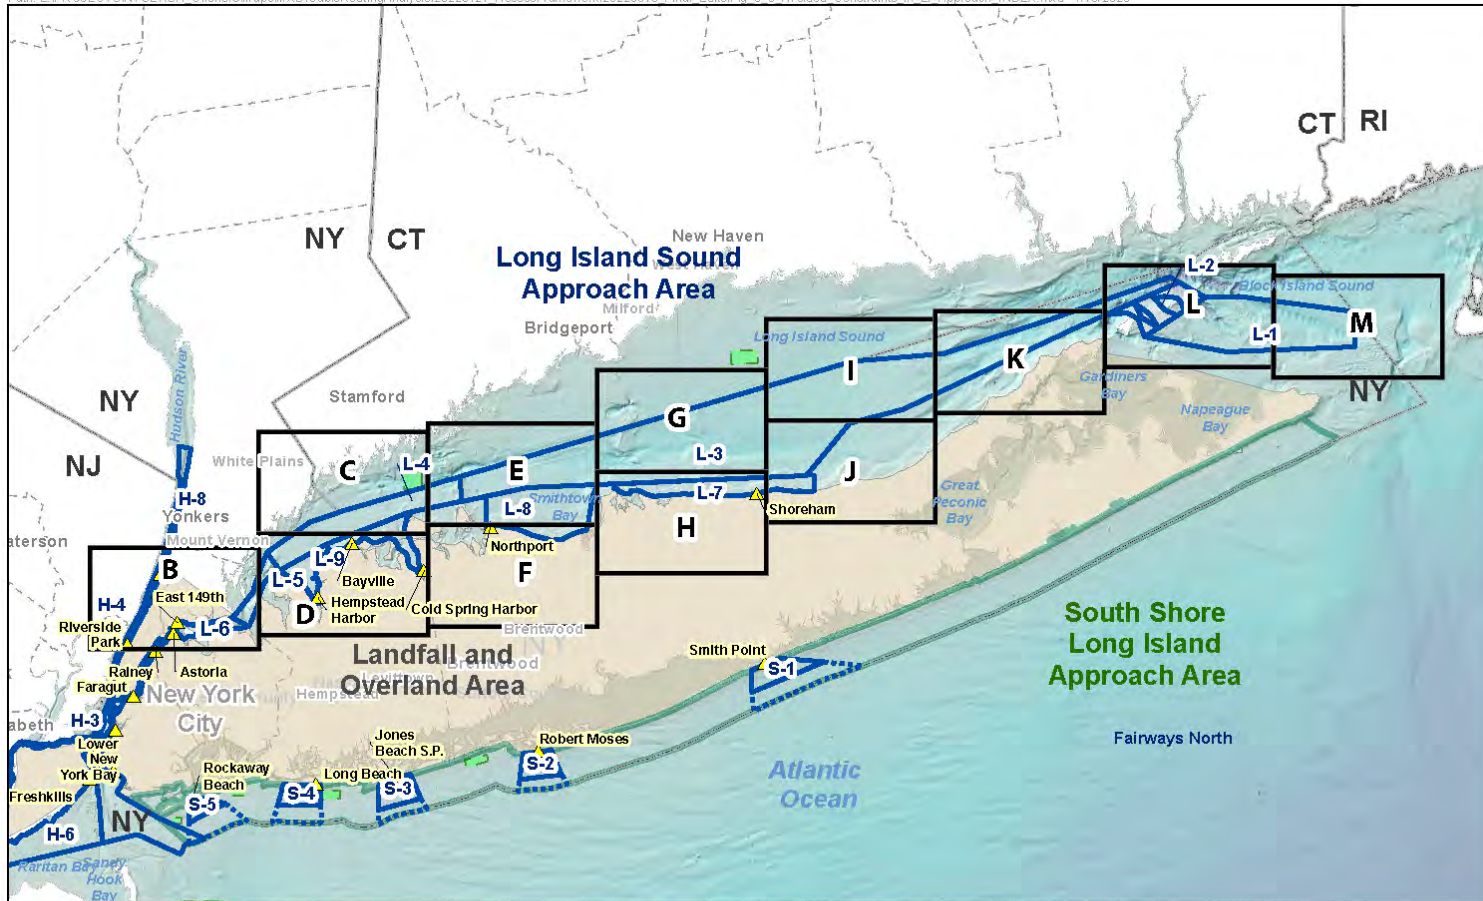 CT
RI
NY
CT
New Haven
Long Island Sound
Approach Area
Milford
Bridgeport
L-2
Block Island Sound
L
M
L-1
Long Island Sound
I
K
NY
Gardiners
Bay
Napeague
Bay
Hudson River
NY
Stamford
G
NJ
White Plains
C
L-4
E
L-3
J
H-8
L-8
Smithtown
Bay
L-7
Great
Peconic
Bay
Yonkers
Shoreham
aterson
Mount Vernon
H
Northport
B
L-9
L-5
Bayville
F
East 149th
H-4
D
Hempstead
Harbor
Cold Spring Harbor
Riverside
Park
L-6
Brentwood
South Shore
Long Island
Approach Area
Landfall and
Overland Area
NY
Brentwood
Smith Point
S-1
Rainey
Astoria
Levittown
Hempstead
Faragut
New York
City
abeth
H-3
Lower
New
York Bay
Jones
Beach S.P.
Robert Moses
Fairways North
Rockaway
Beach
Long Beach
S-2
Atlantic
Ocean
Freshkills
S-5
S-4
S-3
NY
H-6
Raritan Bay
Sandy
Hook
Bay